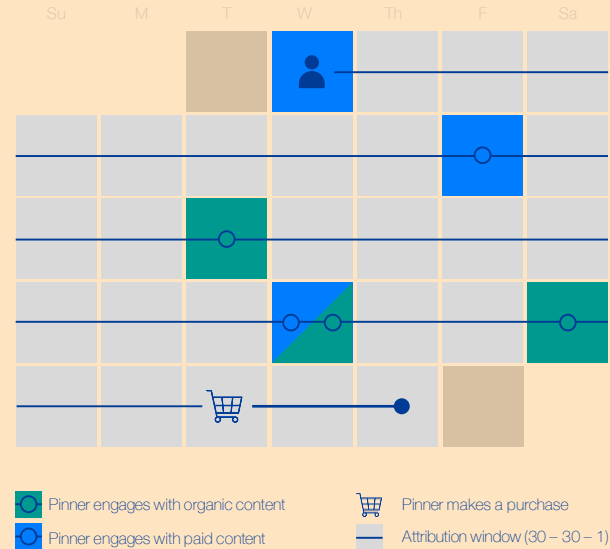 Su M T W Th F Sa
Pinner engages with organic content
Pinner makes a purchase
Pinner engages with paid content
Attribution window (30 – 30 – 1)